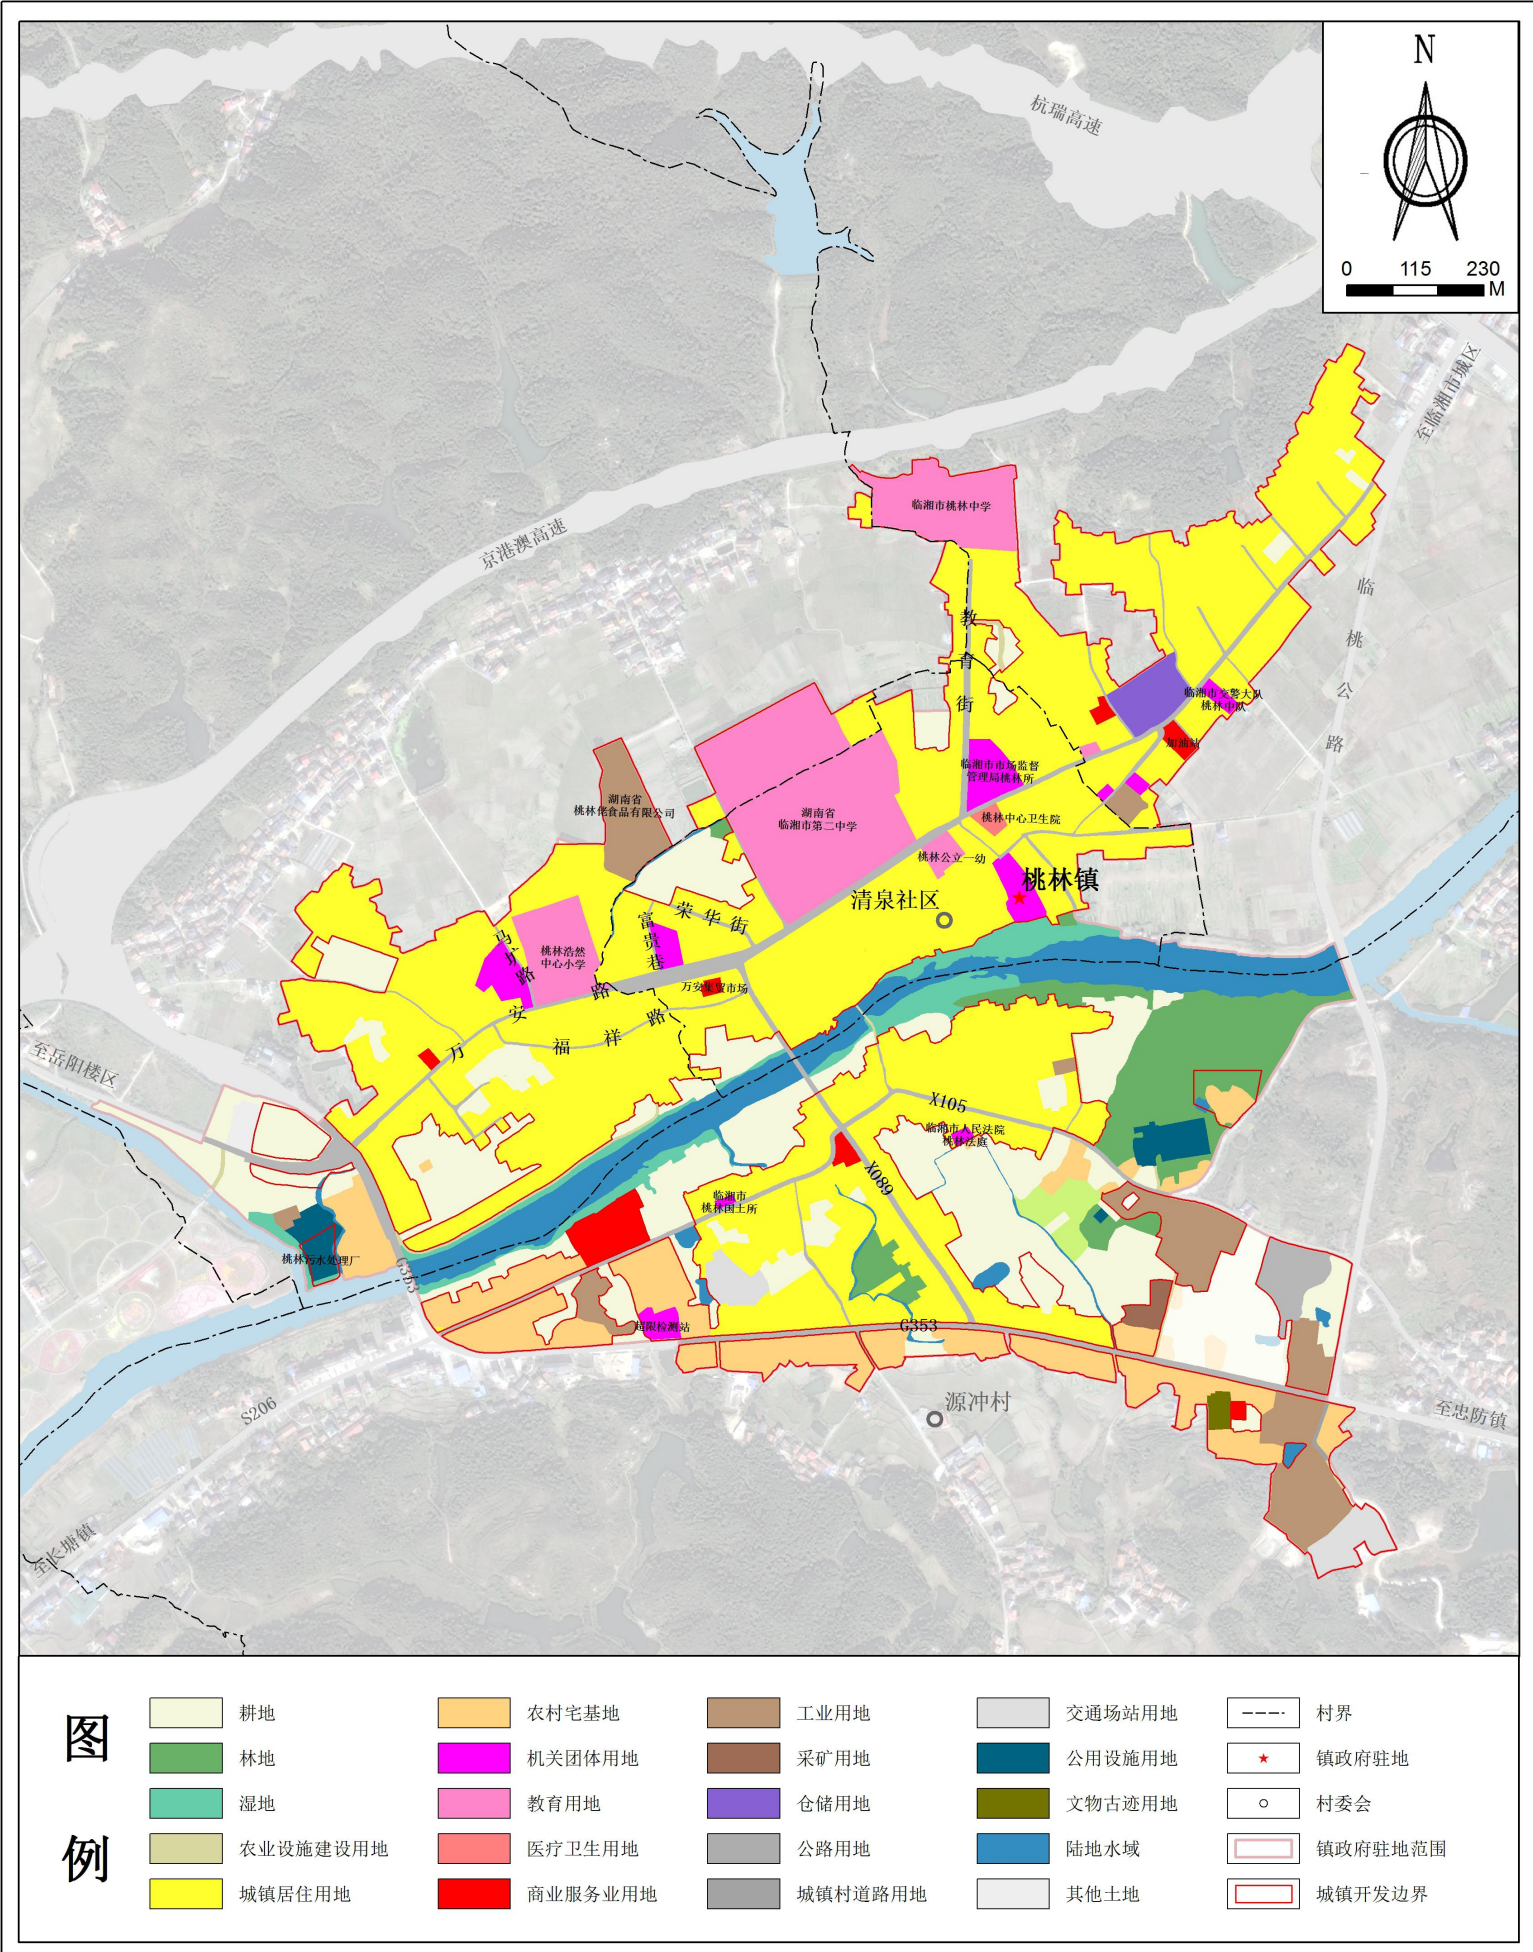 N
0 115 230
M
杭瑞高速
至临湘市城区
京港澳高速
临桃公路
临湘市桃林中学
教育街
临湘市交警大队
桃林中队
加油站
临湘市市场监督
管理局桃林所
湖南省
桃林佬食品有限公司
湖南省
临湘市第二中学
桃林中心卫生院
桃林公立一幼
桃林镇
清泉社区
荣华街
富贵巷
马圹路
桃林浩然
中心小学
万安集贸市场
万安路
福祥路
至岳阳楼区
X105
临湘市人民法院
桃林法庭
X089
临湘市
桃林国土所
桃林污水处理厂
G353
超限检测站
G353
源冲村
S206
至忠防镇
至长塘镇
图例
耕地
林地
湿地
农业设施建设用地
城镇居住用地
农村宅基地
机关团体用地
教育用地
医疗卫生用地
商业服务业用地
工业用地
采矿用地
仓储用地
公路用地
城镇村道路用地
交通场站用地
公用设施用地
文物古迹用地
陆地水域
其他土地
村界
镇政府驻地
村委会
镇政府驻地范围
城镇开发边界